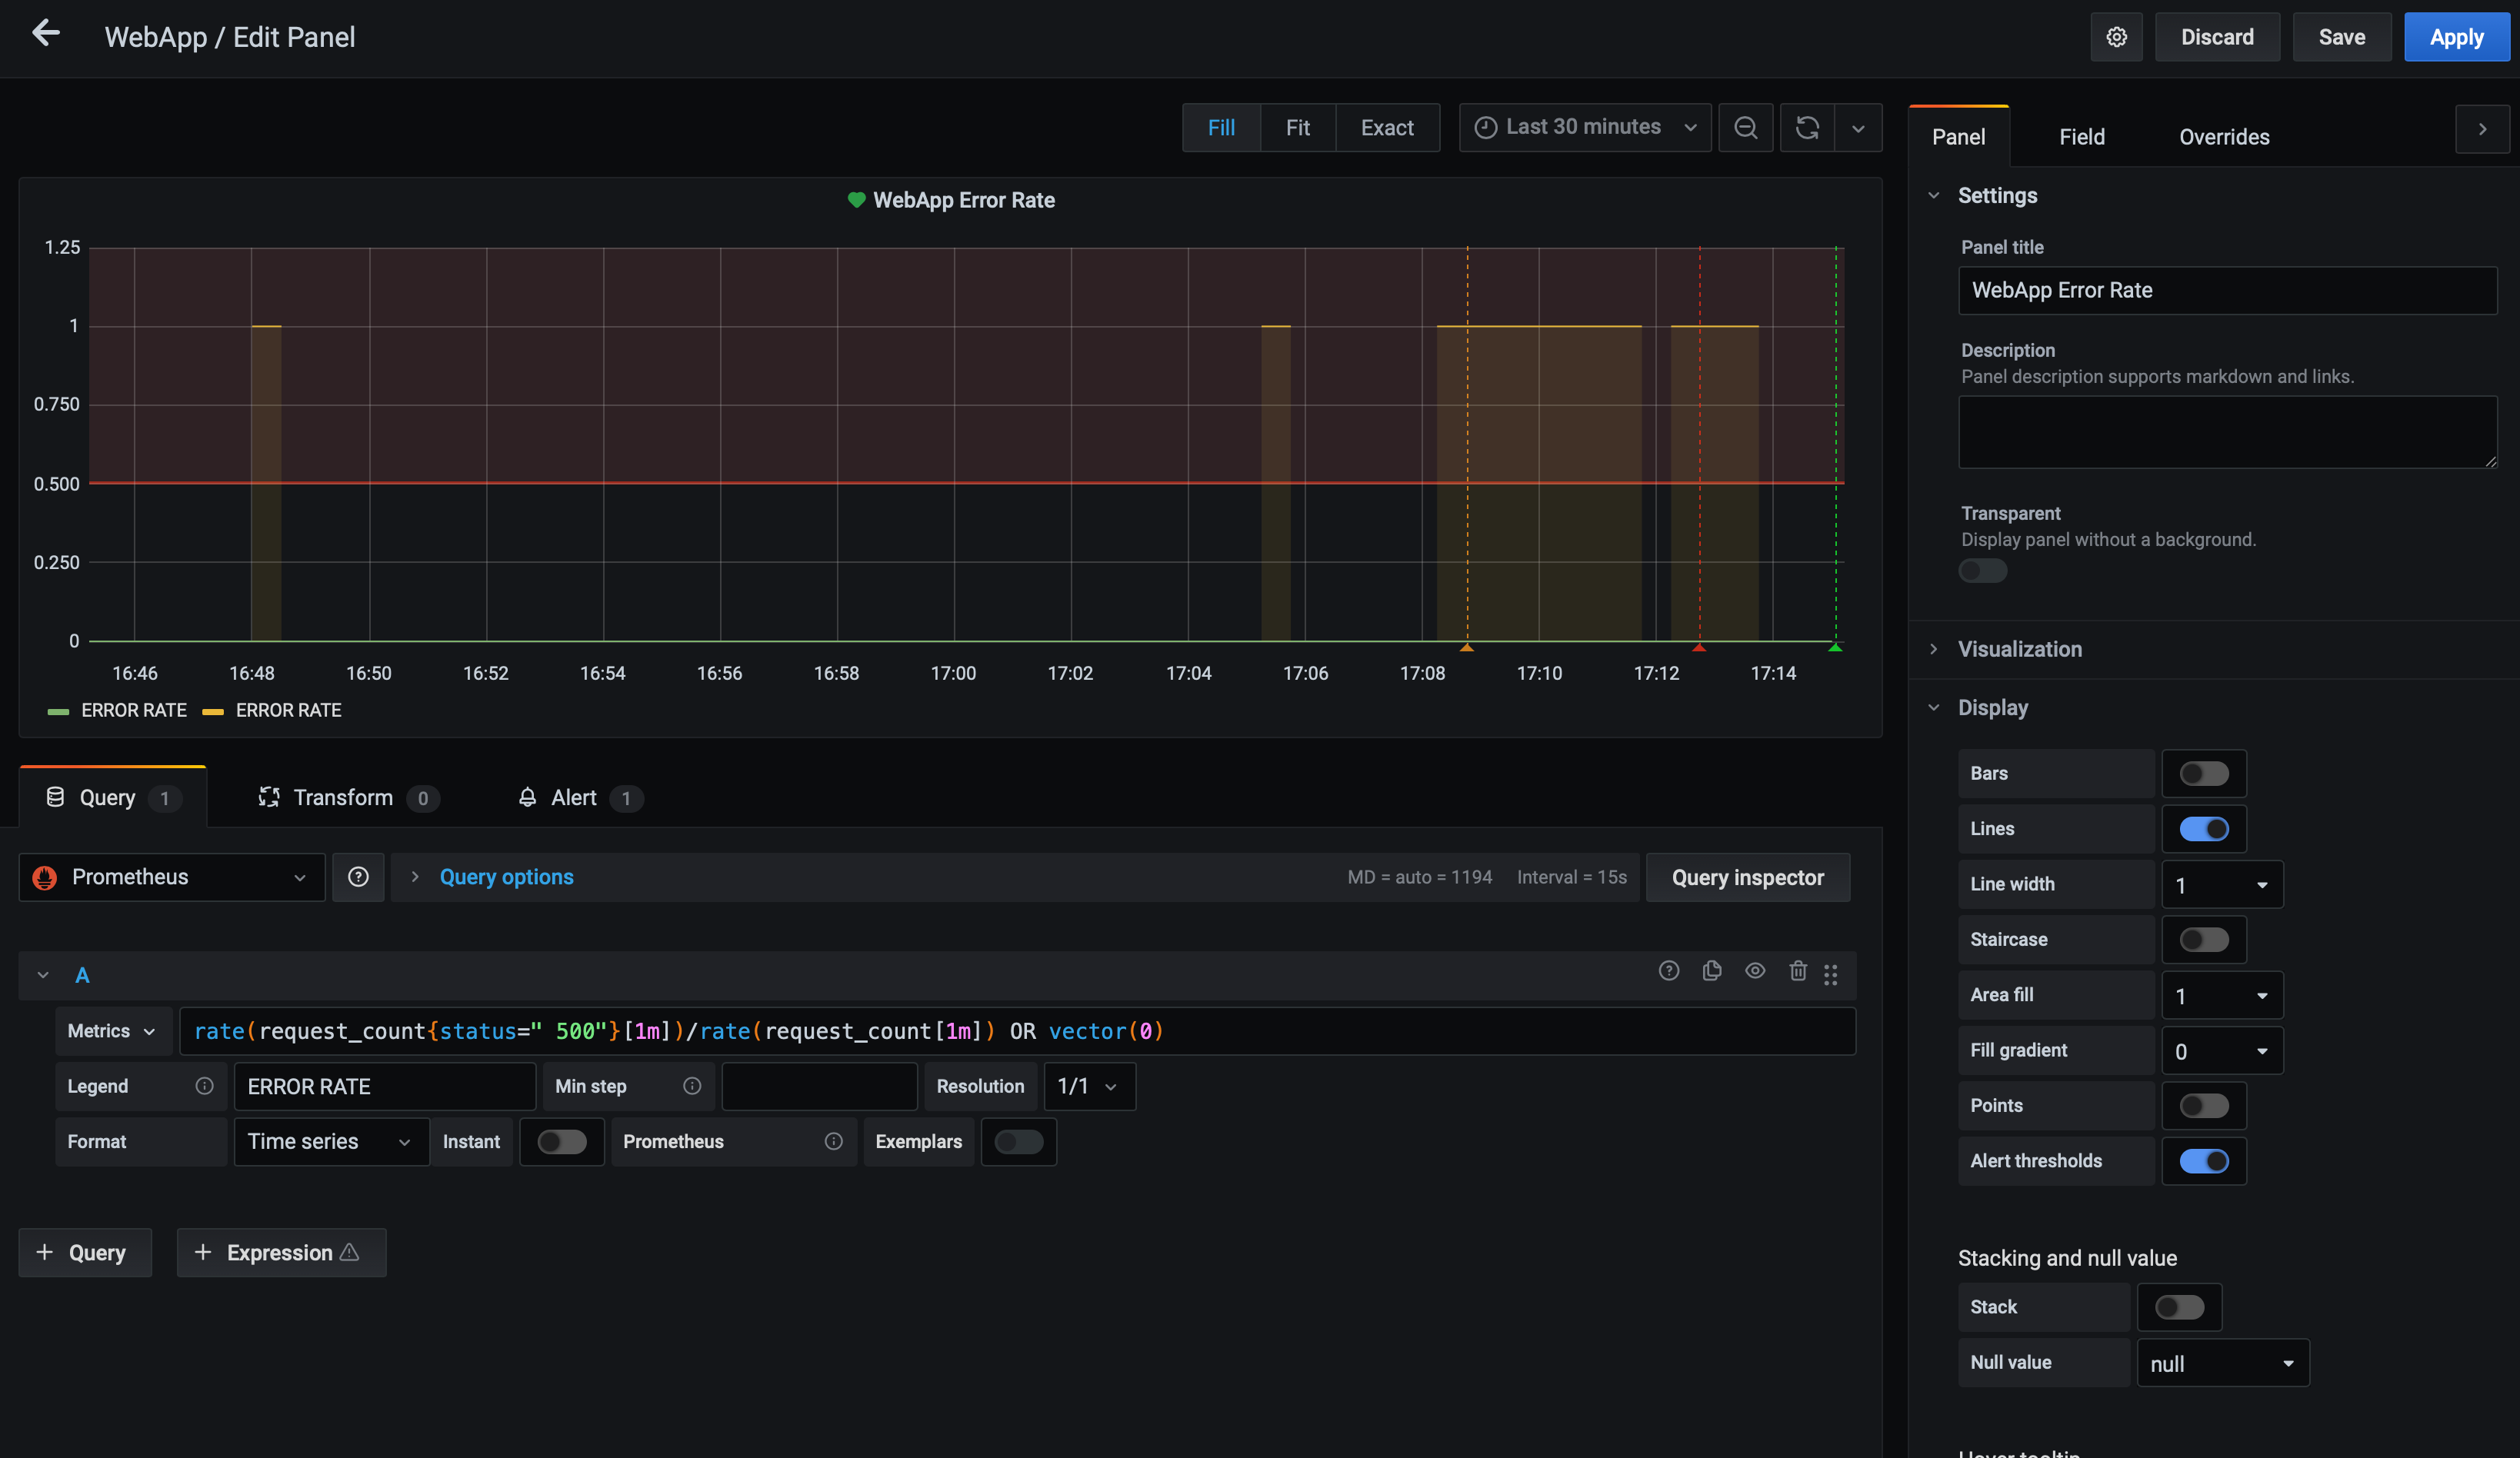 WebApp / Edit Panel
Discard
Save
Apply
Fill
Fit
Exact
Last 30 minutes
WebApp Error Rate
1.25
1
0.750
0.500
0.250
0
16:46
16:48
16:50
16:52
16:54
16:56
16:58
17:00
17:02
17:04
17:06
17:08
17:10
17:12
17:14
ERROR RATE
ERROR RATE
Query 1
Transform 0
Alert 1
Prometheus
Query options
MD = auto = 1194
Interval = 15s
Query inspector
A
Metrics
rate(request_count{status=" 500"}[1m])/rate(request_count[1m]) OR vector(0)
Legend
ERROR RATE
Min step
Resolution
1/1
Format
Time series
Instant
Prometheus
Exemplars
+ Query
+ Expression
Panel
Field
Overrides
Settings
Panel title
WebApp Error Rate
Description
Panel description supports markdown and links.
Transparent
Display panel without a background.
Visualization
Display
Bars
Lines
Line width
1
Staircase
Area fill
1
Fill gradient
0
Points
Alert thresholds
Stacking and null value
Stack
Null value
null